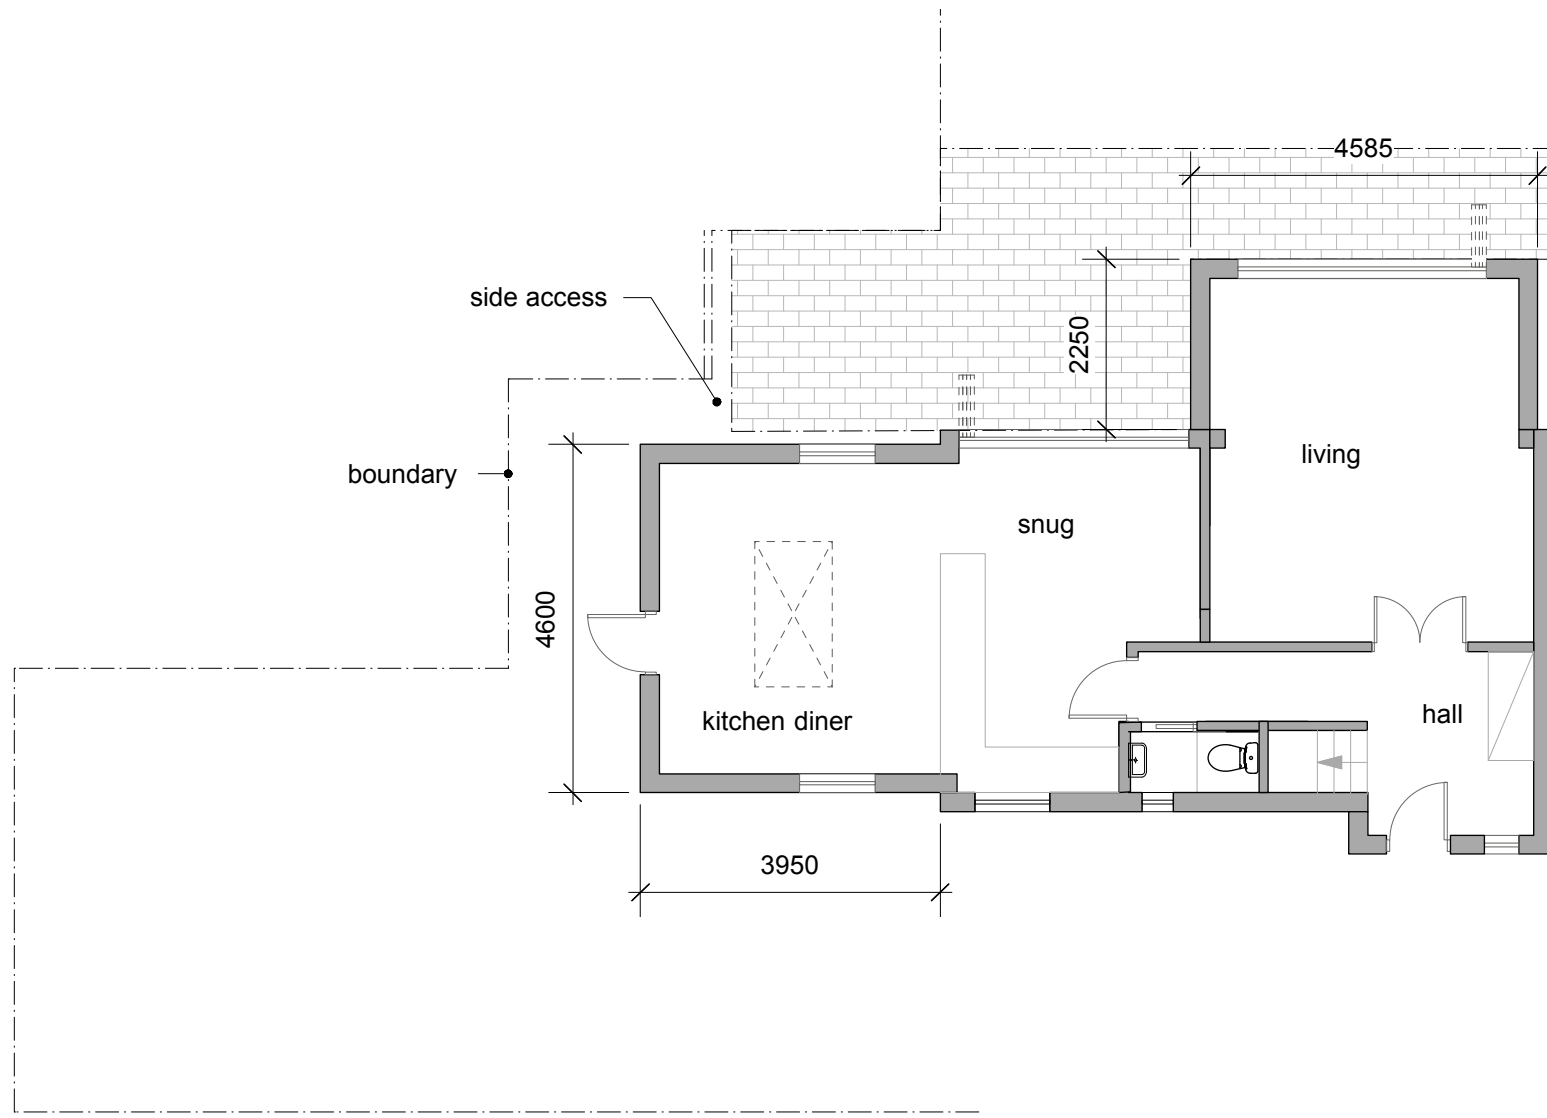 4585
side access
2250
boundary
living
snug
4600
kitchen diner
hall
3950